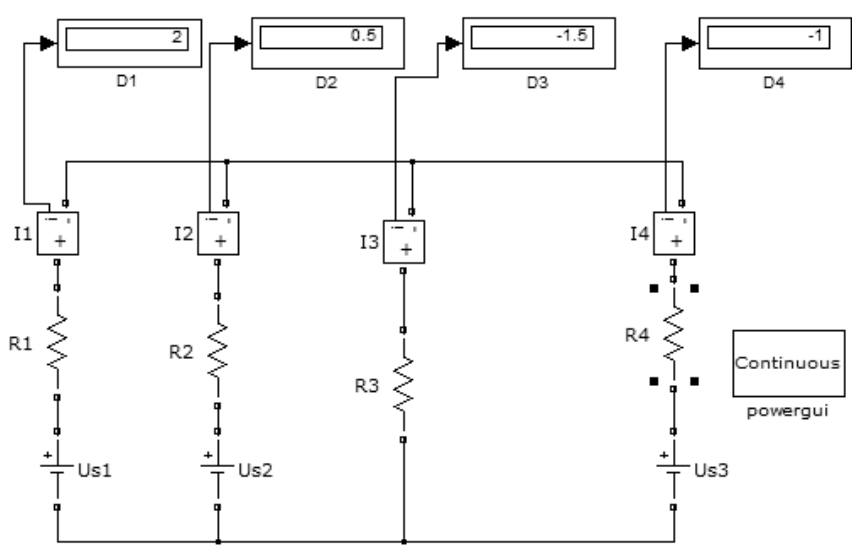 2
0.5
-1.5
-1
D1
D2
D3
D4
I1
I2
I3
I4
R1
R2
R3
R4
Continuous
powergui
Us1
Us2
Us3